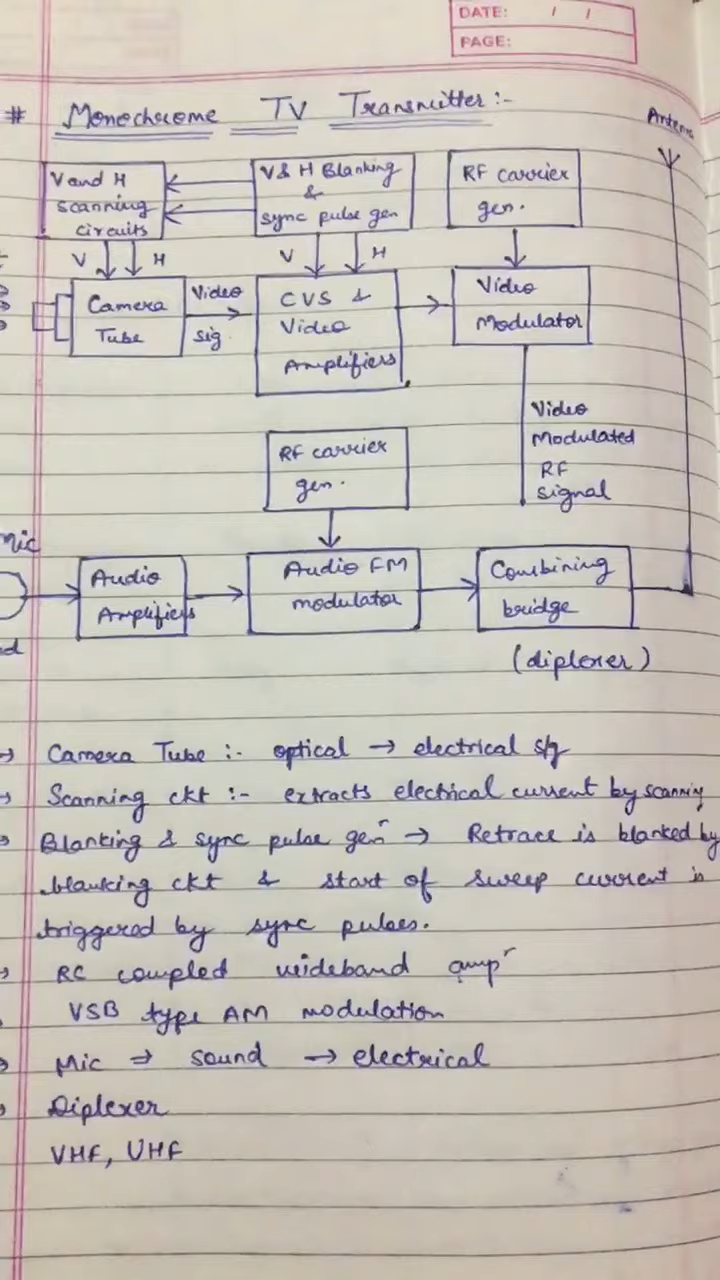 DATE: / /
PAGE:
# Monochrome TV Transmitter :-
Antenna
V and H
scanning
circuits
V & H Blanking
&
sync pulse gen
RF carrier
gen.
V H
V H
Camera
Tube
Video
sig.
CVS &
Video
Amplifiers
Video
Modulator
Video
Modulated
RF
signal
RF carrier
gen.
Mic
Audio
Amplifiers
Audio FM
modulator
Combining
bridge
(diplexer)
→ Camera Tube :- optical → electrical s/g
→ Scanning ckt :- extracts electrical current by scanning
→ Blanking & sync pulse genʳ → Retrace is blanked by
blanking ckt & start of sweep current is
triggered by sync pulses.
→ RC coupled wideband ampʳ
VSB type AM modulation
→ Mic ⇒ sound → electrical
→ Diplexer
VHF, UHF